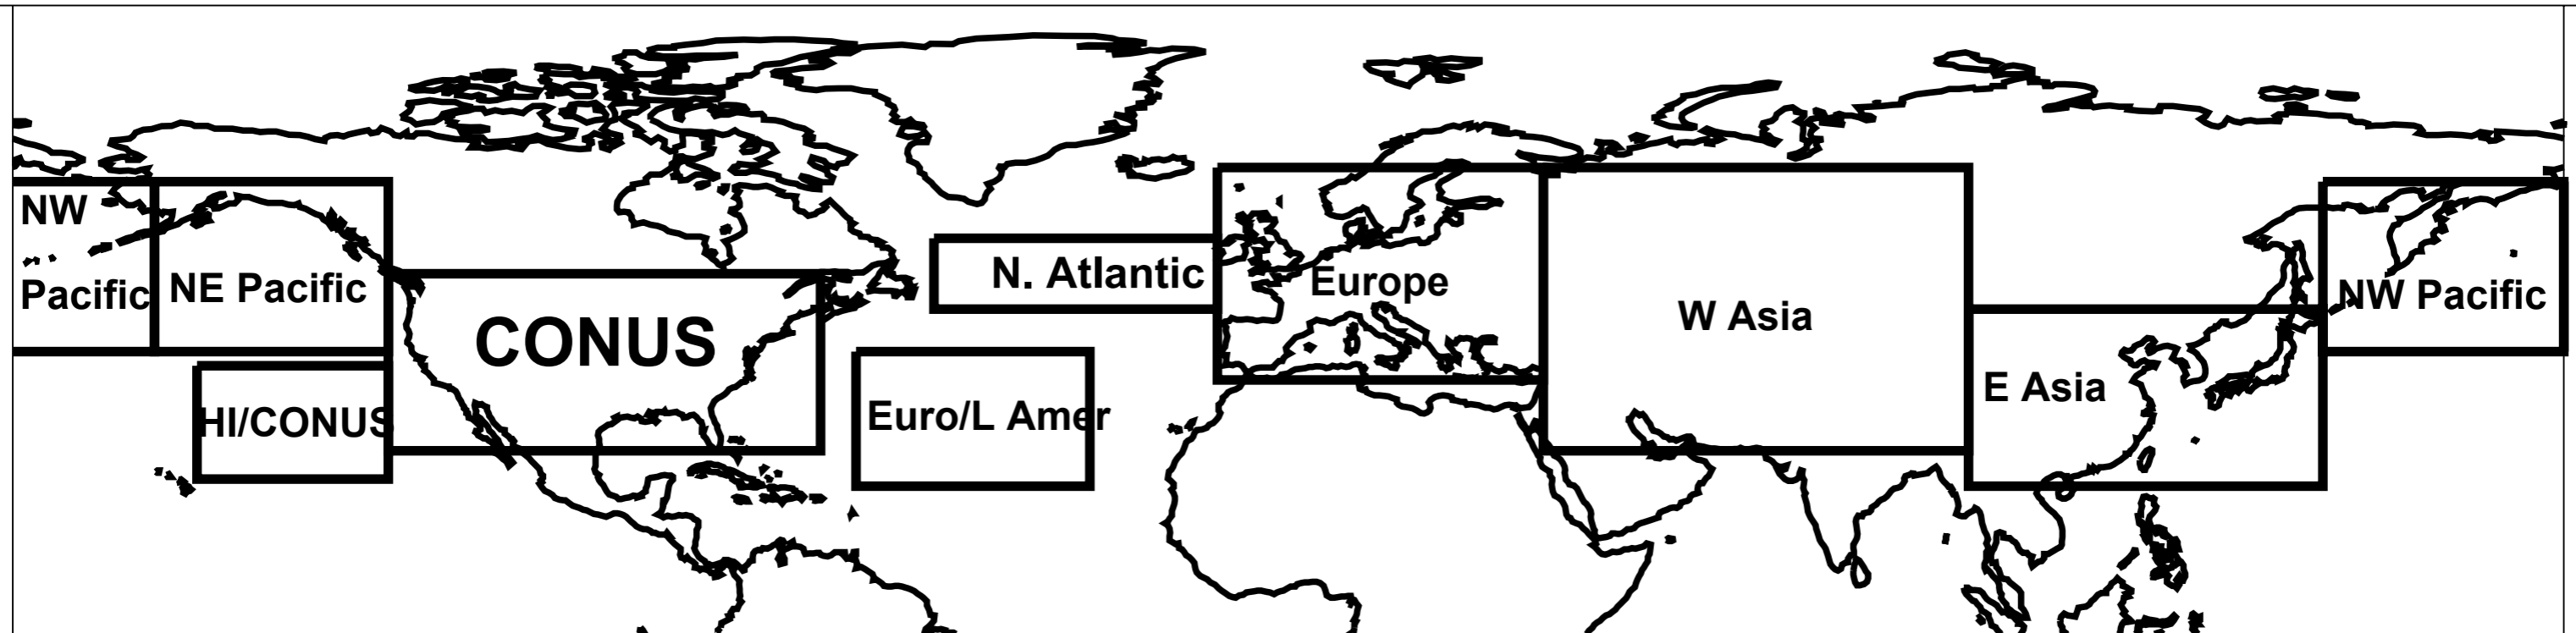 NW
Pacific
NE Pacific
HI/CONUS
CONUS
N. Atlantic
Euro/L Amer
Europe
W Asia
E Asia
NW Pacific